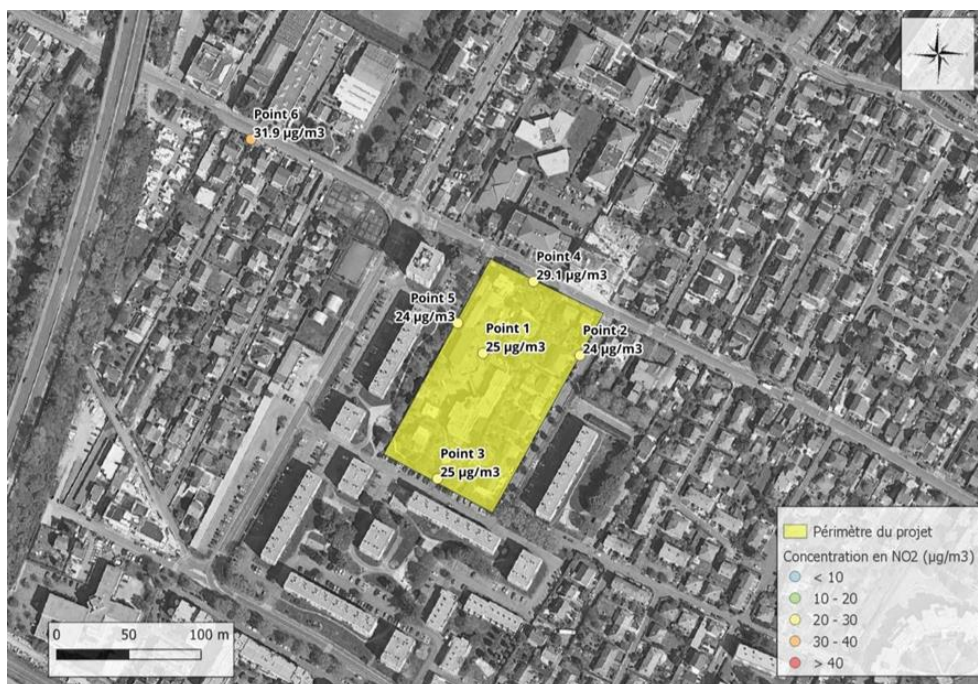 Point 6
31.9 µg/m3
Point 4
29.1 µg/m3
Point 5
24 µg/m3
Point 1
25 µg/m3
Point 2
24 µg/m3
Point 3
25 µg/m3
Périmètre du projet
Concentration en NO2 (µg/m3)
< 10
10 - 20
20 - 30
30 - 40
> 40
0 50 100 m